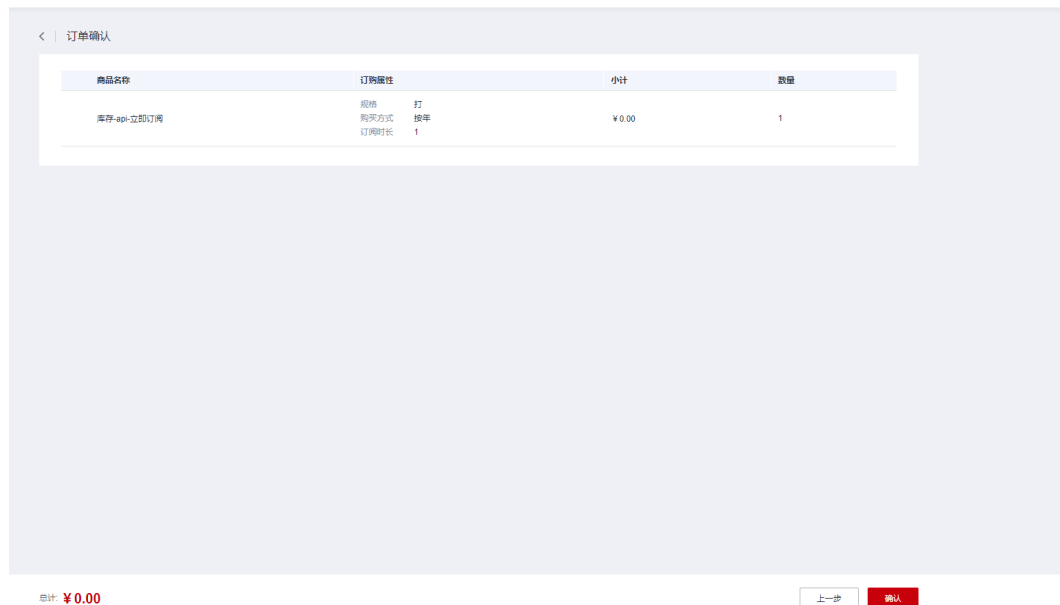 订单确认
商品名称 订购属性 小计 数量
规格 打
库存-api-立即订阅 购买方式 按年 ¥ 0.00 1
订阅时长 1
总计: ¥ 0.00 上一步 确认